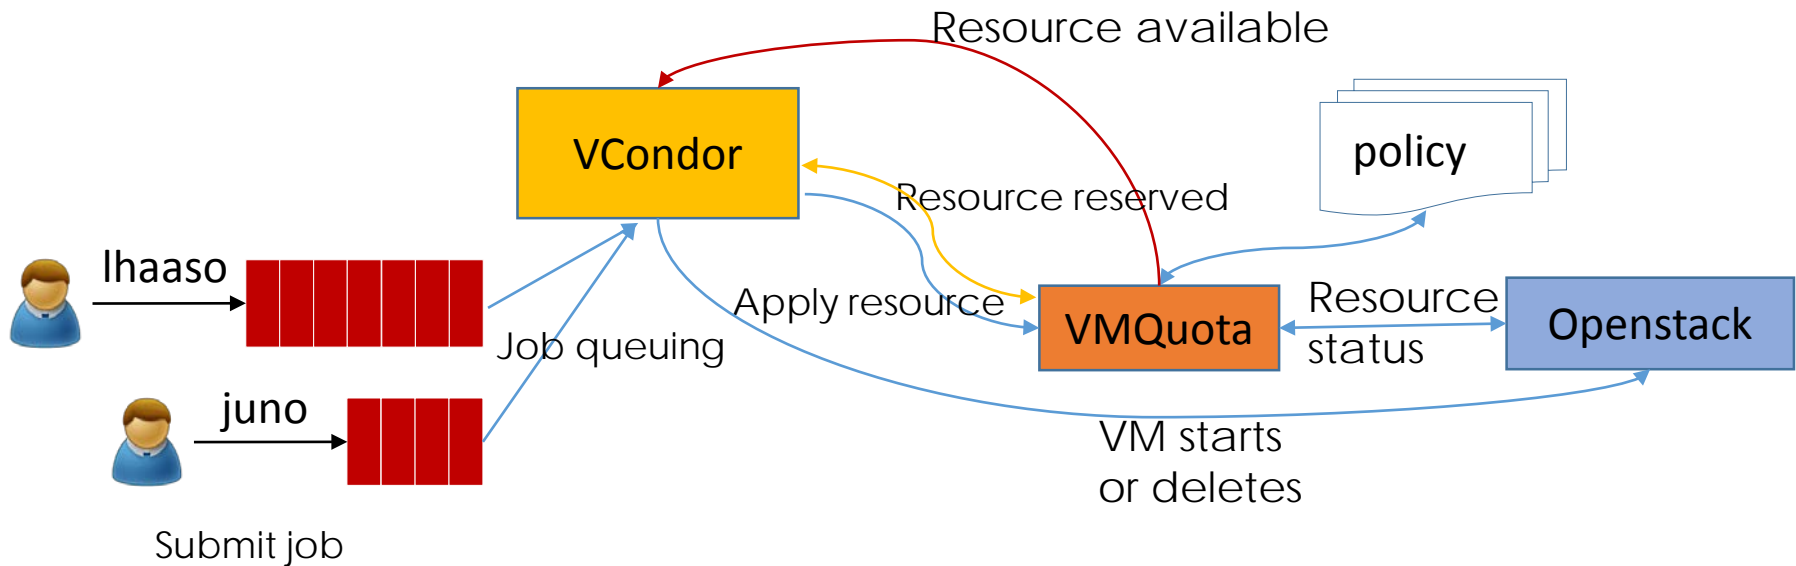 Resource available
VCondor
policy
Resource reserved
lhaaso
Apply resource
VMQuota
Resource
status
Openstack
Job queuing
juno
VM starts
or deletes
Submit job